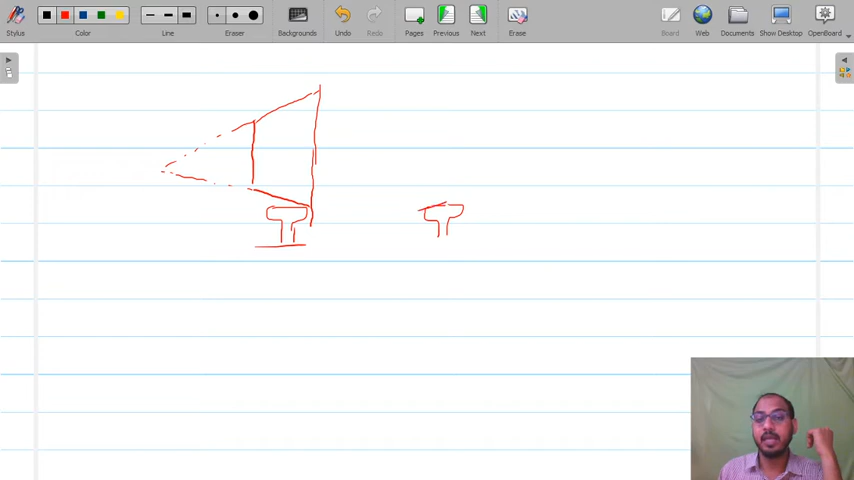 Stylus
Color
Line
Eraser
Backgrounds
Undo
Redo
Pages
Previous
Next
Erase
Board
Web
Documents
Show Desktop
OpenBoard